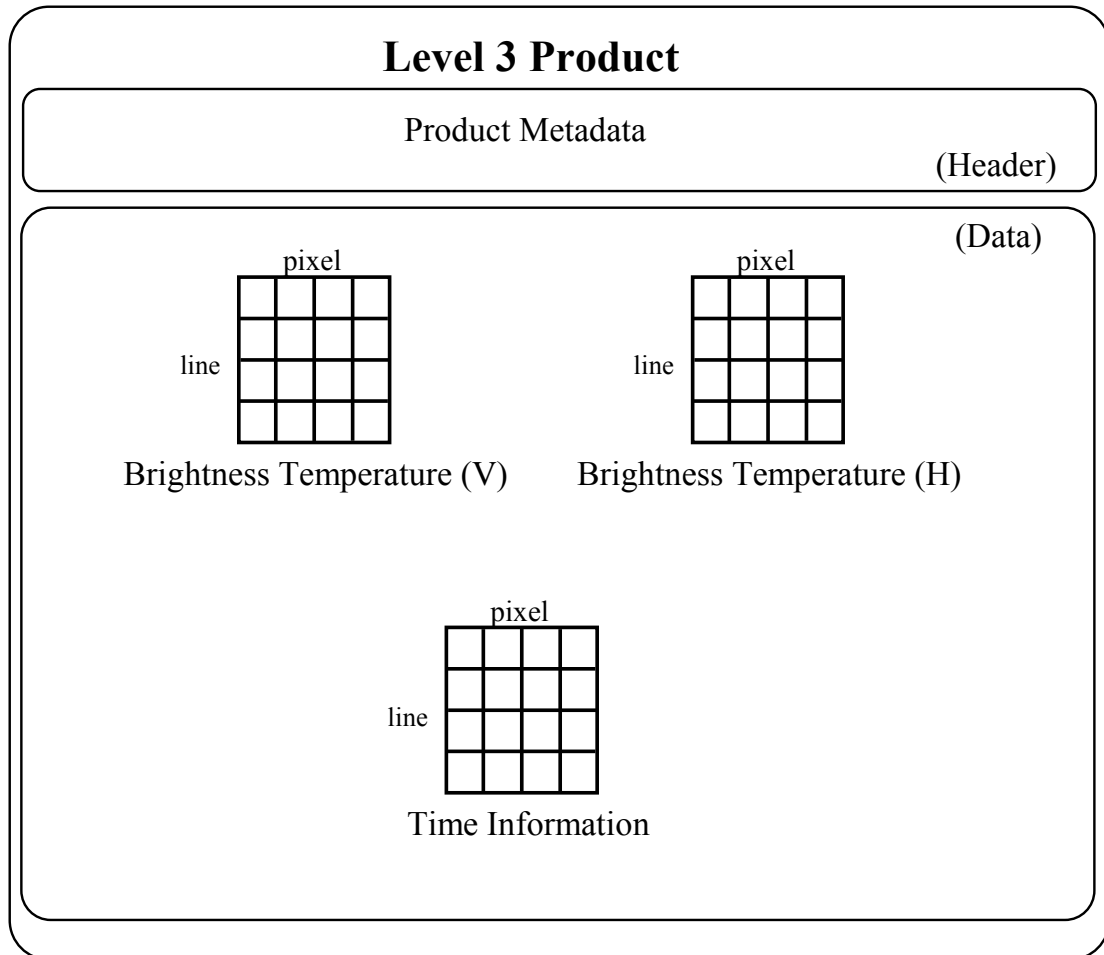 Level 3 Product
Product Metadata
(Header)
(Data)
pixel
line
Brightness Temperature (V)
pixel
line
Brightness Temperature (H)
pixel
line
Time Information